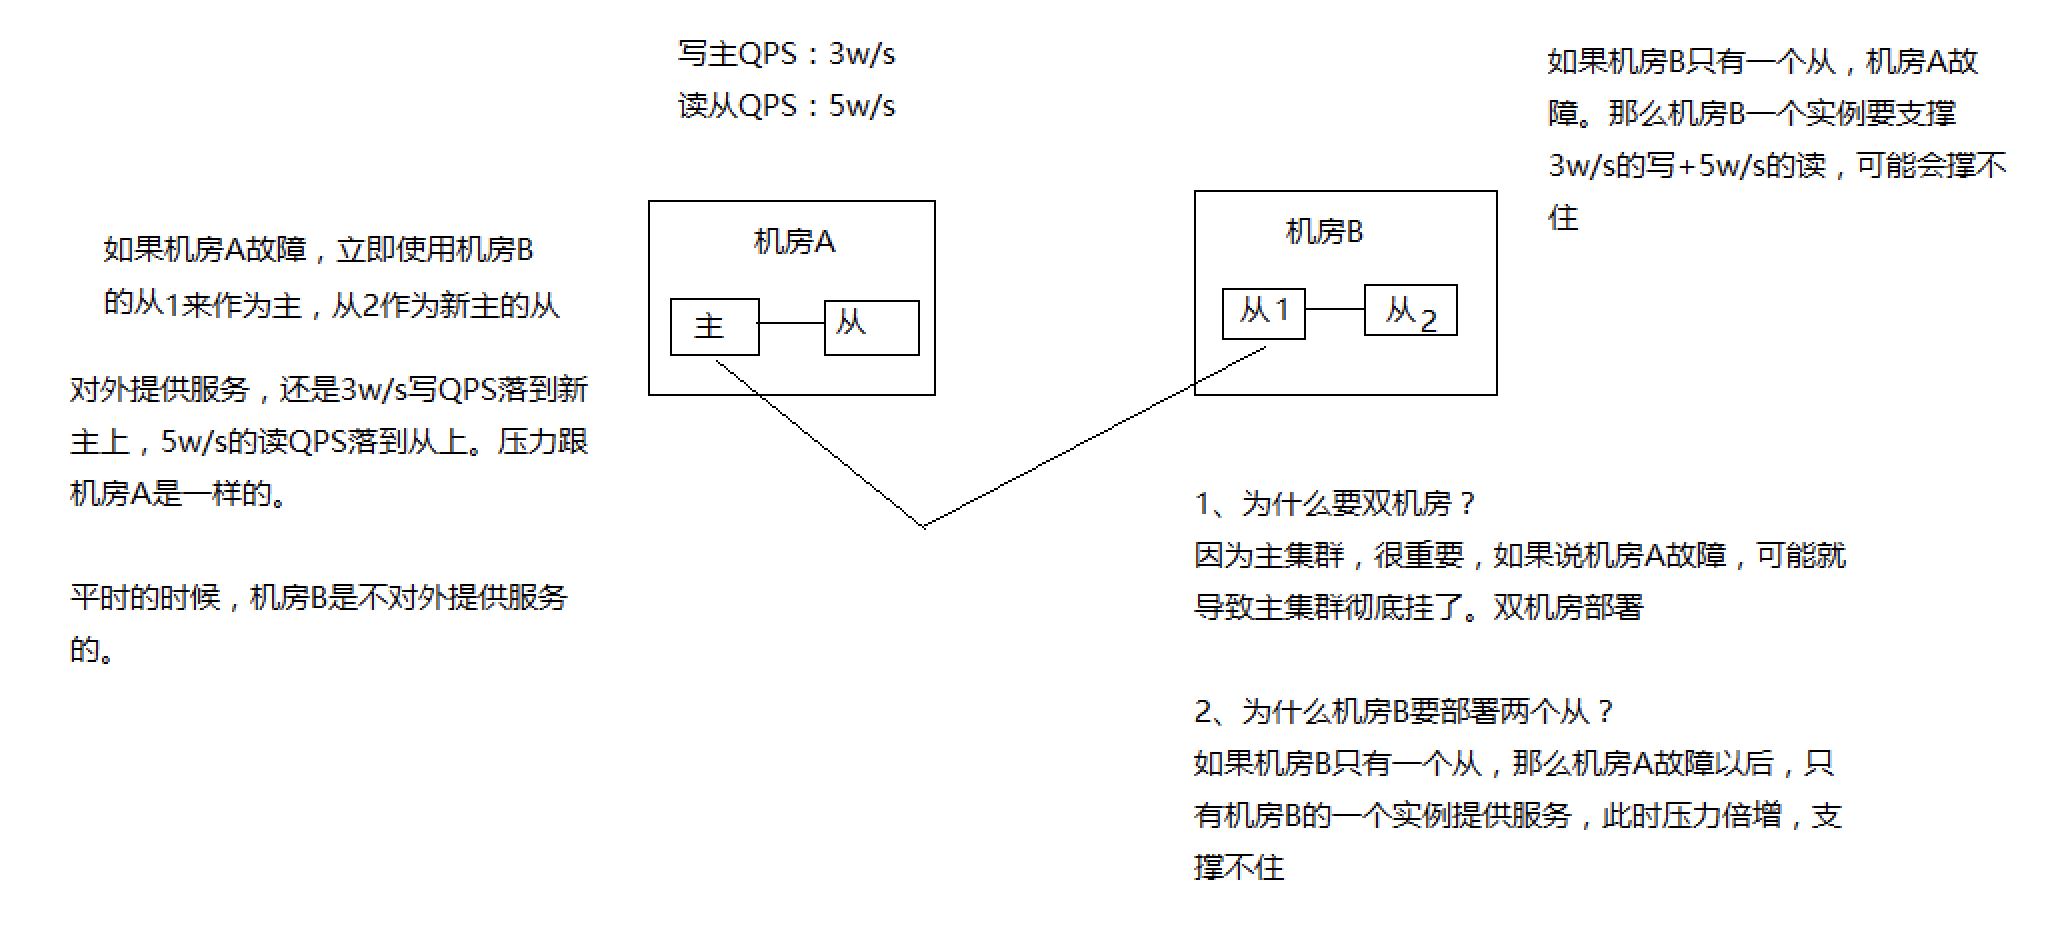 写主QPS：3w/s
读从QPS：5w/s
如果机房B只有一个从，机房A故
障。那么机房B一个实例要支撑
3w/s的写+5w/s的读，可能会撑不
住
如果机房A故障，立即使用机房B
的从1来作为主，从2作为新主的从
对外提供服务，还是3w/s写QPS落到新
主上，5w/s的读QPS落到从上。压力跟
机房A是一样的。
平时的时候，机房B是不对外提供服务
的。
机房A
主
从
机房B
从1
从2
1、为什么要双机房？
因为主集群，很重要，如果说机房A故障，可能就
导致主集群彻底挂了。双机房部署
2、为什么机房B要部署两个从？
如果机房B只有一个从，那么机房A故障以后，只
有机房B的一个实例提供服务，此时压力倍增，支
撑不住